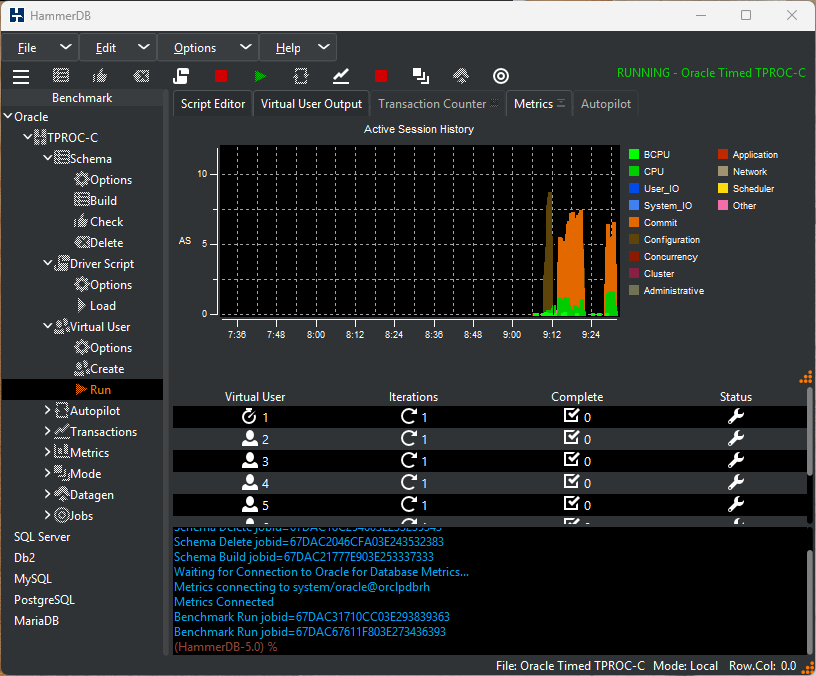 HammerDB
File Edit Options Help
RUNNING - Oracle Timed TPROC-C
Benchmark
Oracle
TPROC-C
Schema
Options
Build
Check
Delete
Driver Script
Options
Load
Virtual User
Options
Create
Run
Autopilot
Transactions
Metrics
Mode
Datagen
Jobs
SQL Server
Db2
MySQL
PostgreSQL
MariaDB
Script Editor Virtual User Output Transaction Counter Metrics Autopilot
Active Session History
AS
10
5
0
7:36 7:48 8:00 8:12 8:24 8:36 8:48 9:00 9:12 9:24
BCPU
CPU
User_IO
System_IO
Commit
Configuration
Concurrency
Cluster
Administrative
Application
Network
Scheduler
Other
Virtual User Iterations Complete Status
1 1 0
2 1 0
3 1 0
4 1 0
5 1 0
Schema Delete
Schema Delete jobid=67DAC2046CFA03E243532383
Schema Build jobid=67DAC21777E903E253337333
Waiting for Connection to Oracle for Database Metrics...
Metrics connecting to system/oracle@orclpdbrh
Metrics Connected
Benchmark Run jobid=67DAC31710CC03E293839363
Benchmark Run jobid=67DAC67611F803E273436393
(HammerDB-5.0) %
File: Oracle Timed TPROC-C Mode: Local Row.Col: 0.0